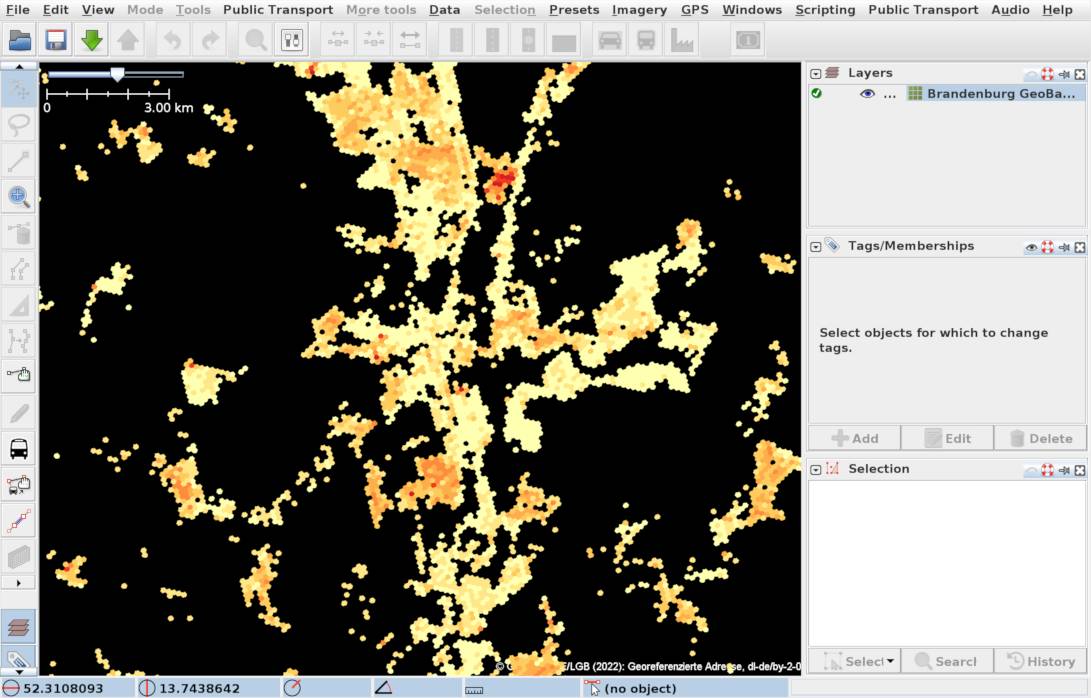 File Edit View Mode Tools Public Transport More tools Data Selection Presets Imagery GPS Windows Scripting Public Transport Audio Help
0 3.00 km
Layers
... Brandenburg GeoBa...
Tags/Memberships
Select objects for which to change
tags.
Add Edit Delete
Selection
Select Search History
E/LGB (2022): Georeferenzierte Adresse, dl-de/by-2-0
52.3108093 13.7438642 (no object)